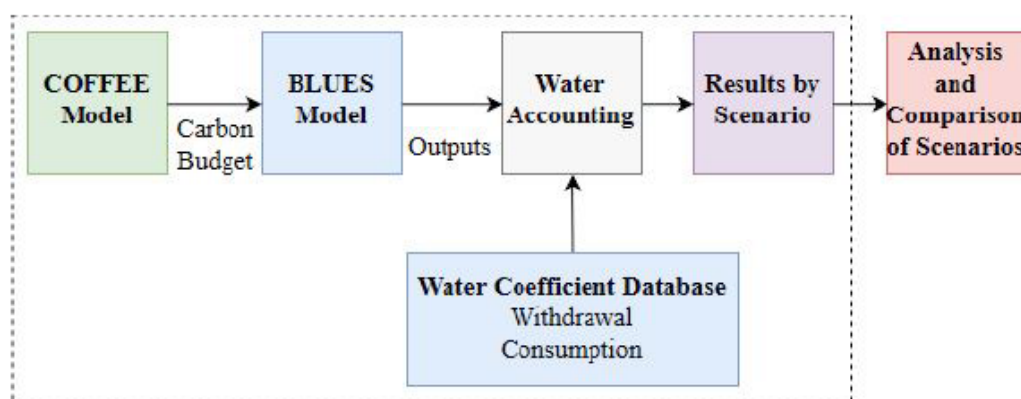 COFFEE
Model
Carbon
Budget
BLUES
Model
Outputs
Water
Accounting
Results by
Scenario
Analysis
and
Comparison
of Scenarios
Water Coefficient Database
Withdrawal
Consumption